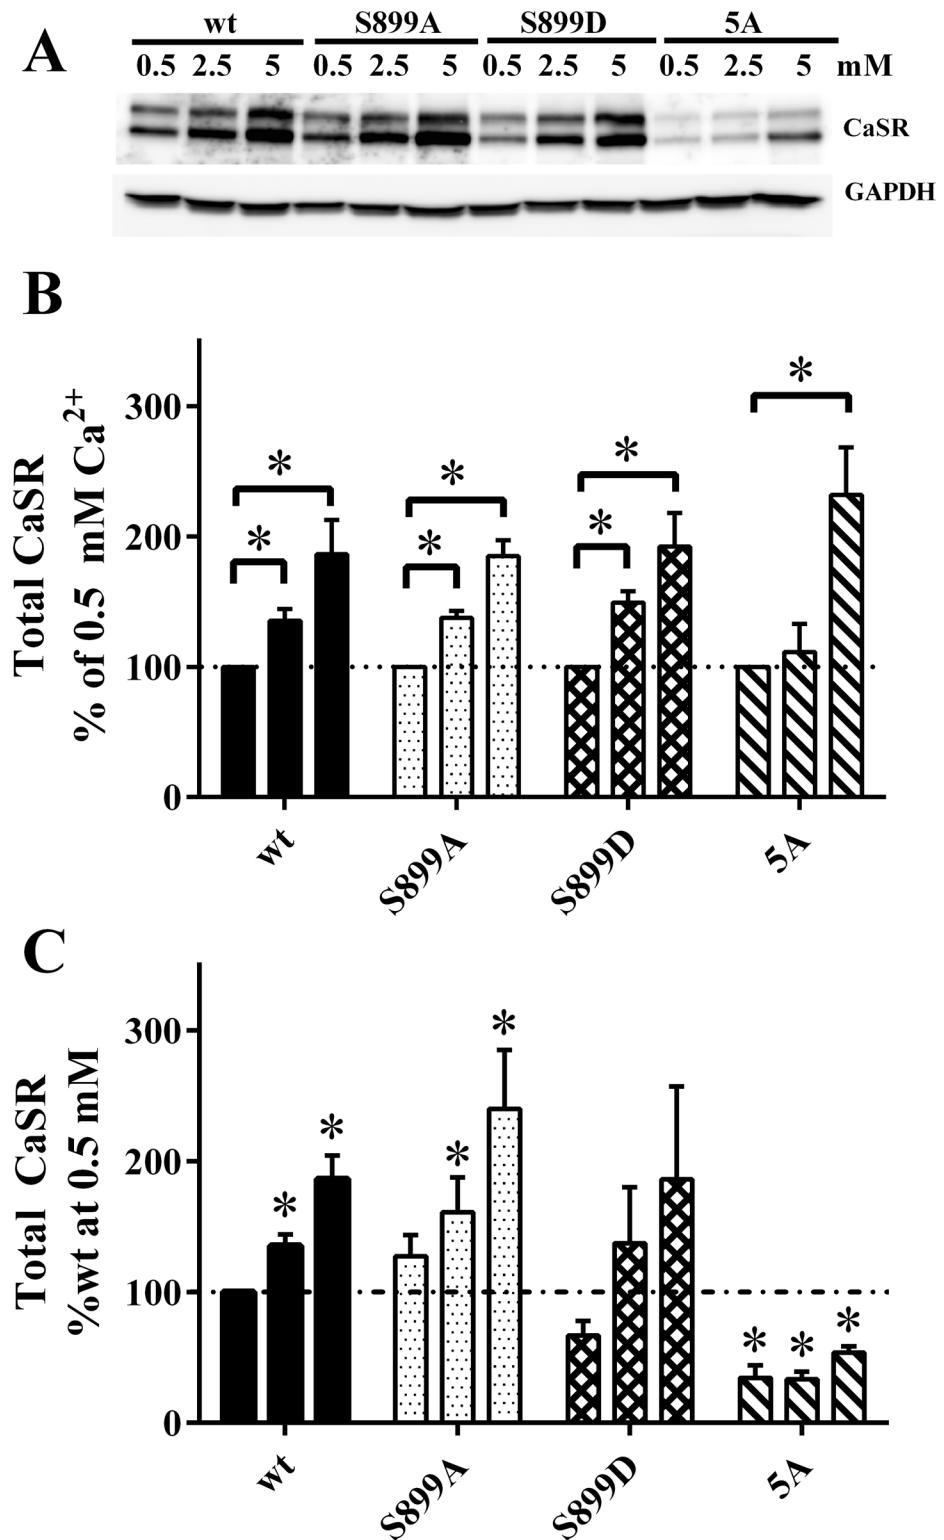 A
wt S899A S899D 5A
0.5 2.5 5 0.5 2.5 5 0.5 2.5 5 0.5 2.5 5 mM
CaSR
GAPDH
B
Total CaSR
% of 0.5 mM Ca2+
300
200
100
0
* * * * * * *
wt S899A S899D 5A
C
Total CaSR
%wt at 0.5 mM
300
200
100
0
* * * * * * *
wt S899A S899D 5A